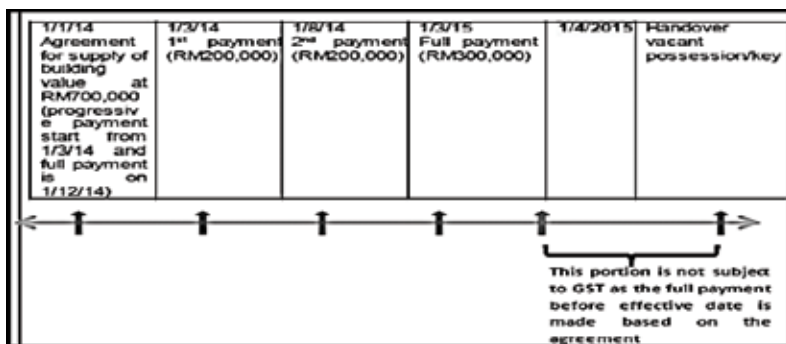 1/1/14
Agreement
for supply of
building
value at
RM700,000
(progressiv
e payment
start from
1/3/14 and
full payment
is on
1/12/14)
1/3/14
1st payment
(RM200,000)
1/8/14
2nd payment
(RM200,000)
1/3/15
Full payment
(RM300,000)
1/4/2015
Handover
vacant
possession/key
This portion is not subject
to GST as the full payment
before effective date is
made based on the
agreement